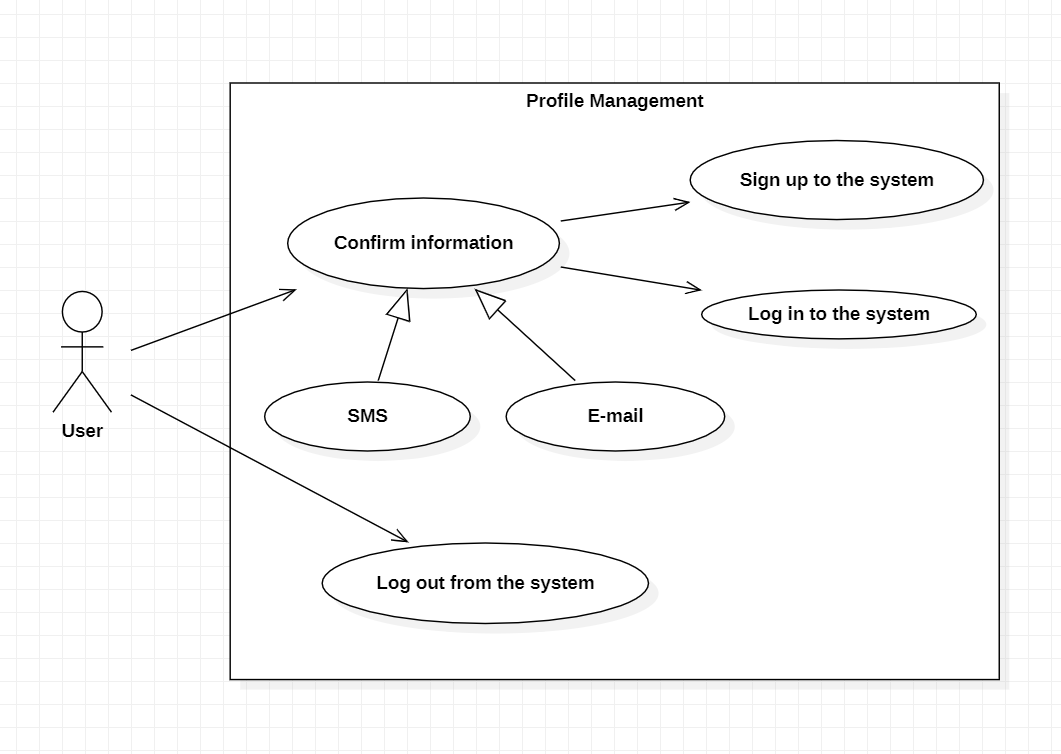 Profile Management
Sign up to the system
Confirm information
Log in to the system
SMS
E-mail
User
Log out from the system